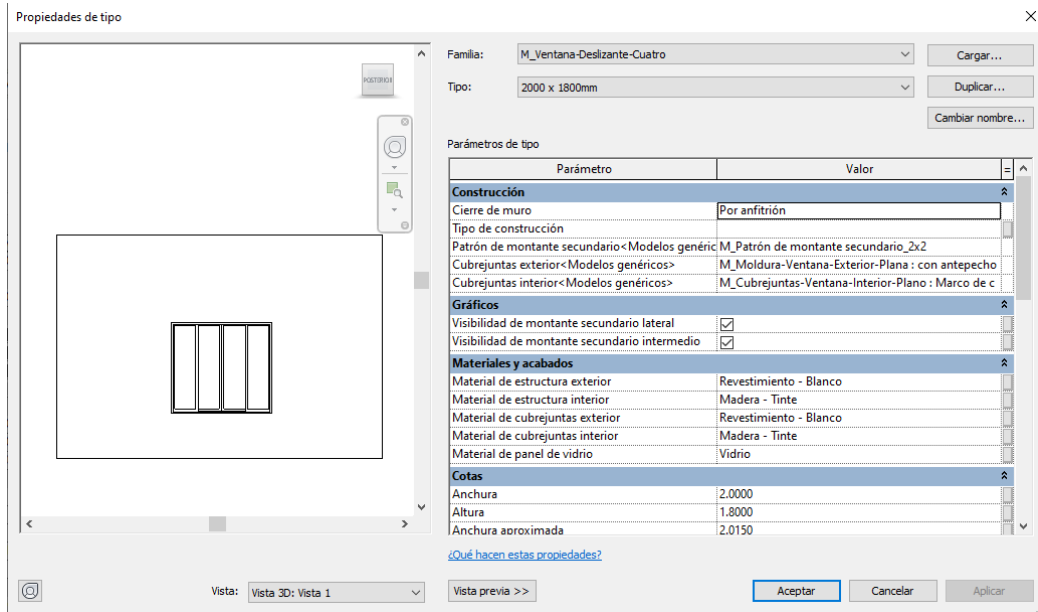 Propiedades de tipo
POSTERIOR
Familia: M_Ventana-Deslizante-Cuatro Cargar...
Tipo: 2000 x 1800mm Duplicar...
Cambiar nombre...
Parámetros de tipo
Parámetro Valor =
Construcción
Cierre de muro Por anfitrión
Tipo de construcción
Patrón de montante secundario<Modelos genéric M_Patrón de montante secundario_2x2
Cubrejuntas exterior<Modelos genéricos> M_Moldura-Ventana-Exterior-Plana : con antepecho
Cubrejuntas interior<Modelos genéricos> M_Cubrejuntas-Ventana-Interior-Plano : Marco de c
Gráficos
Visibilidad de montante secundario lateral
Visibilidad de montante secundario intermedio
Materiales y acabados
Material de estructura exterior Revestimiento - Blanco
Material de estructura interior Madera - Tinte
Material de cubrejuntas exterior Revestimiento - Blanco
Material de cubrejuntas interior Madera - Tinte
Material de panel de vidrio Vidrio
Cotas
Anchura 2.0000
Altura 1.8000
Anchura aproximada 2.0150
¿Qué hacen estas propiedades?
Vista: Vista 3D: Vista 1 Vista previa >> Aceptar Cancelar Aplicar